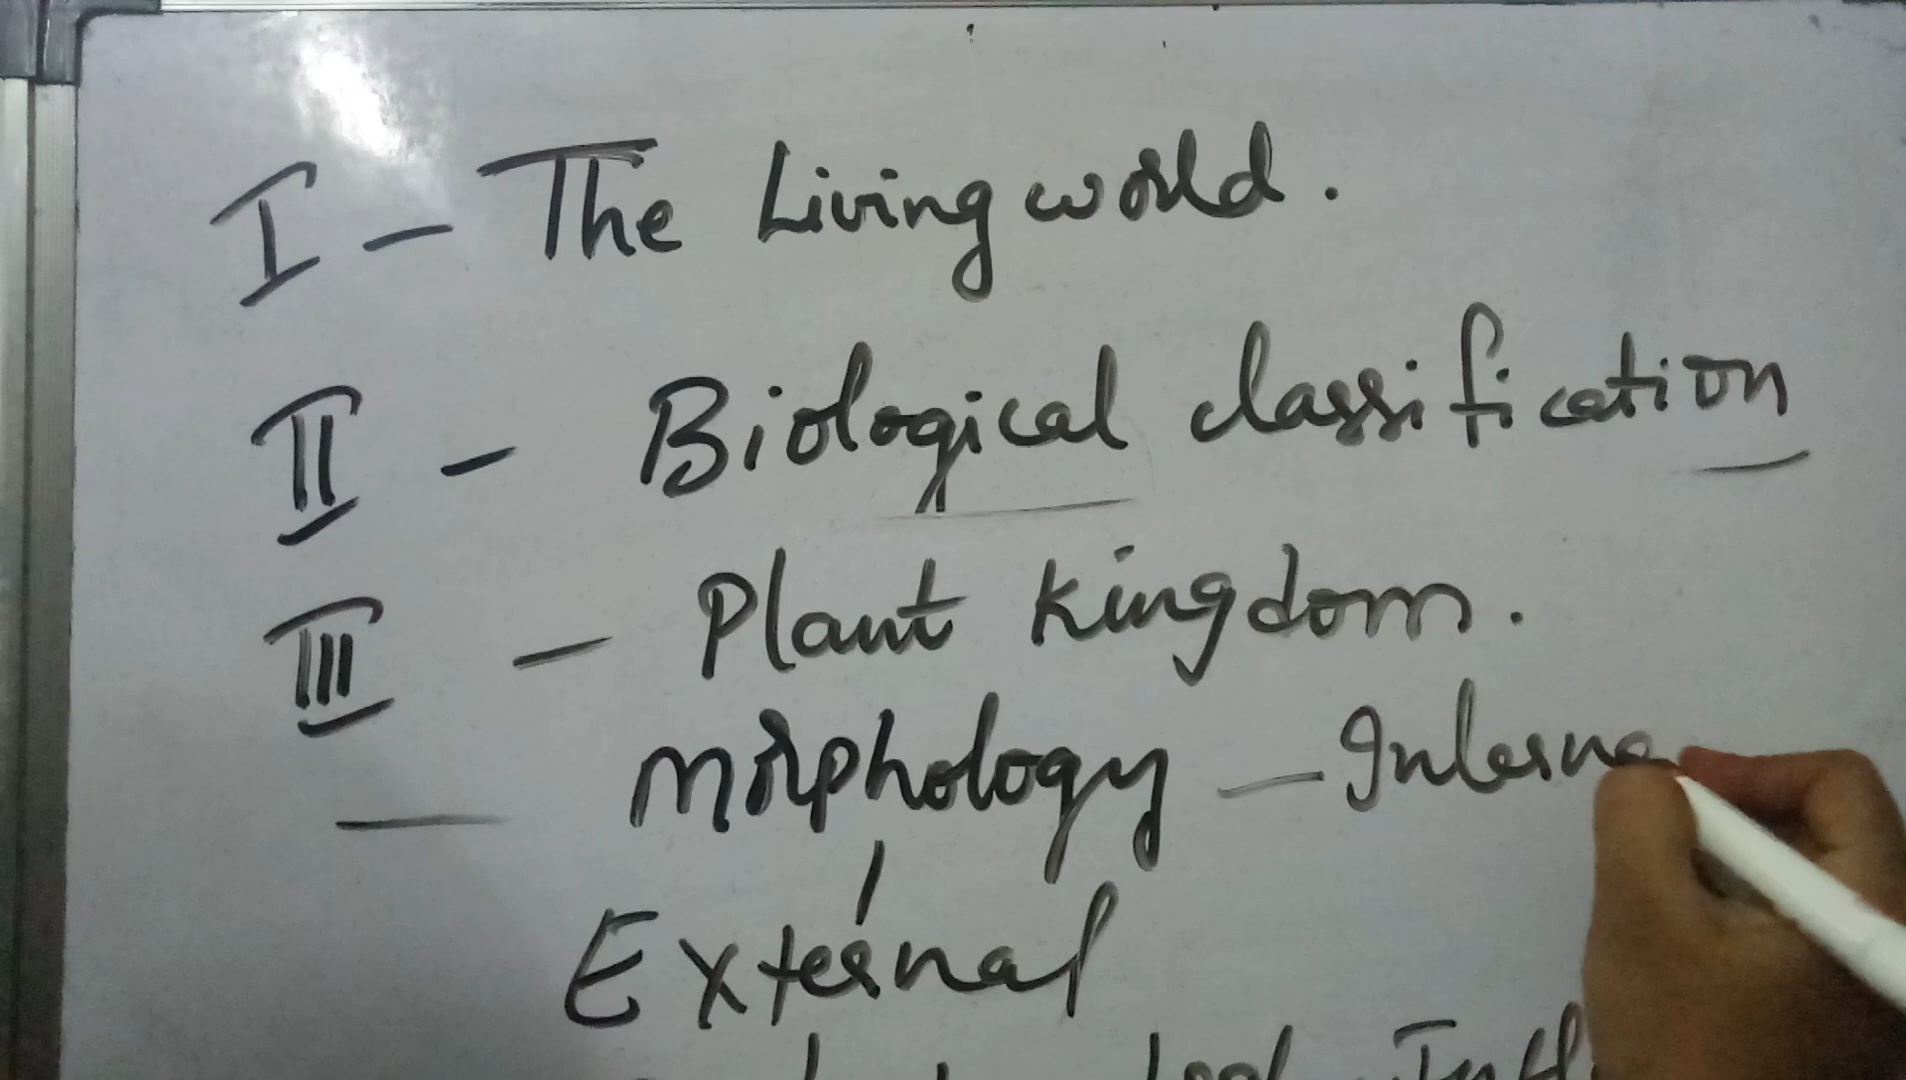 I - The Living world.
II - Biological classification
III - Plant kingdom.
— morphology - Interna
External